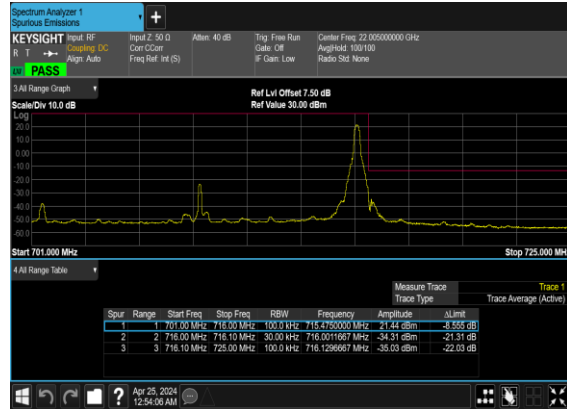 Spectrum Analyzer 1
Spurious Emissions
KEYSIGHT Input: RF Input Z: 50 Ω Atten: 40 dB Trig: Free Run Center Freq: 22.005000000 GHz
R T Coupling: DC Corr CCorr Gate: Off Avg|Hold: 100/100
Align: Auto Freq Ref: Int (S) IF Gain: Low Radio Std: None
LW PASS
3 All Range Graph
Ref Lvl Offset 7.50 dB
Scale/Div 10.0 dB Ref Value 30.00 dBm
Log
20.0
10.0
0.00
-10.0
-20.0
-30.0
-40.0
-50.0
-60.0
Start 701.000 MHz Stop 725.000 MH
4 All Range Table
Measure Trace Trace 1
Trace Type Trace Average (Active)
Spur Range Start Freq Stop Freq RBW Frequency Amplitude ΔLimit
1 1 701.00 MHz 716.00 MHz 100.0 kHz 715.4750000 MHz 21.44 dBm -8.555 dB
2 2 716.00 MHz 716.10 MHz 30.00 kHz 716.0011667 MHz -34.31 dBm -21.31 dB
3 3 716.10 MHz 725.00 MHz 100.0 kHz 716.1296667 MHz -35.03 dBm -22.03 dB
? Apr 25, 2024
12:54:06 AM